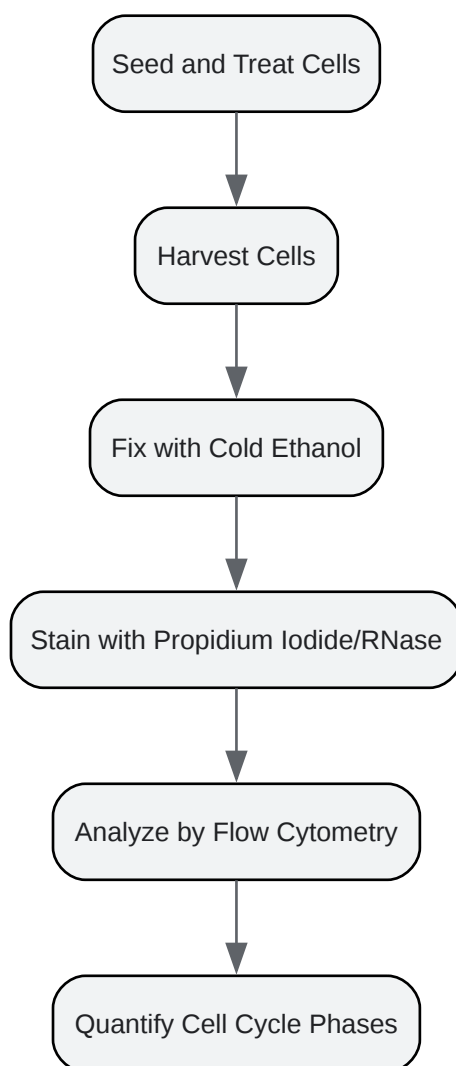 Seed and Treat Cells
Harvest Cells
Fix with Cold Ethanol
Stain with Propidium Iodide/RNase
Analyze by Flow Cytometry
Quantify Cell Cycle Phases